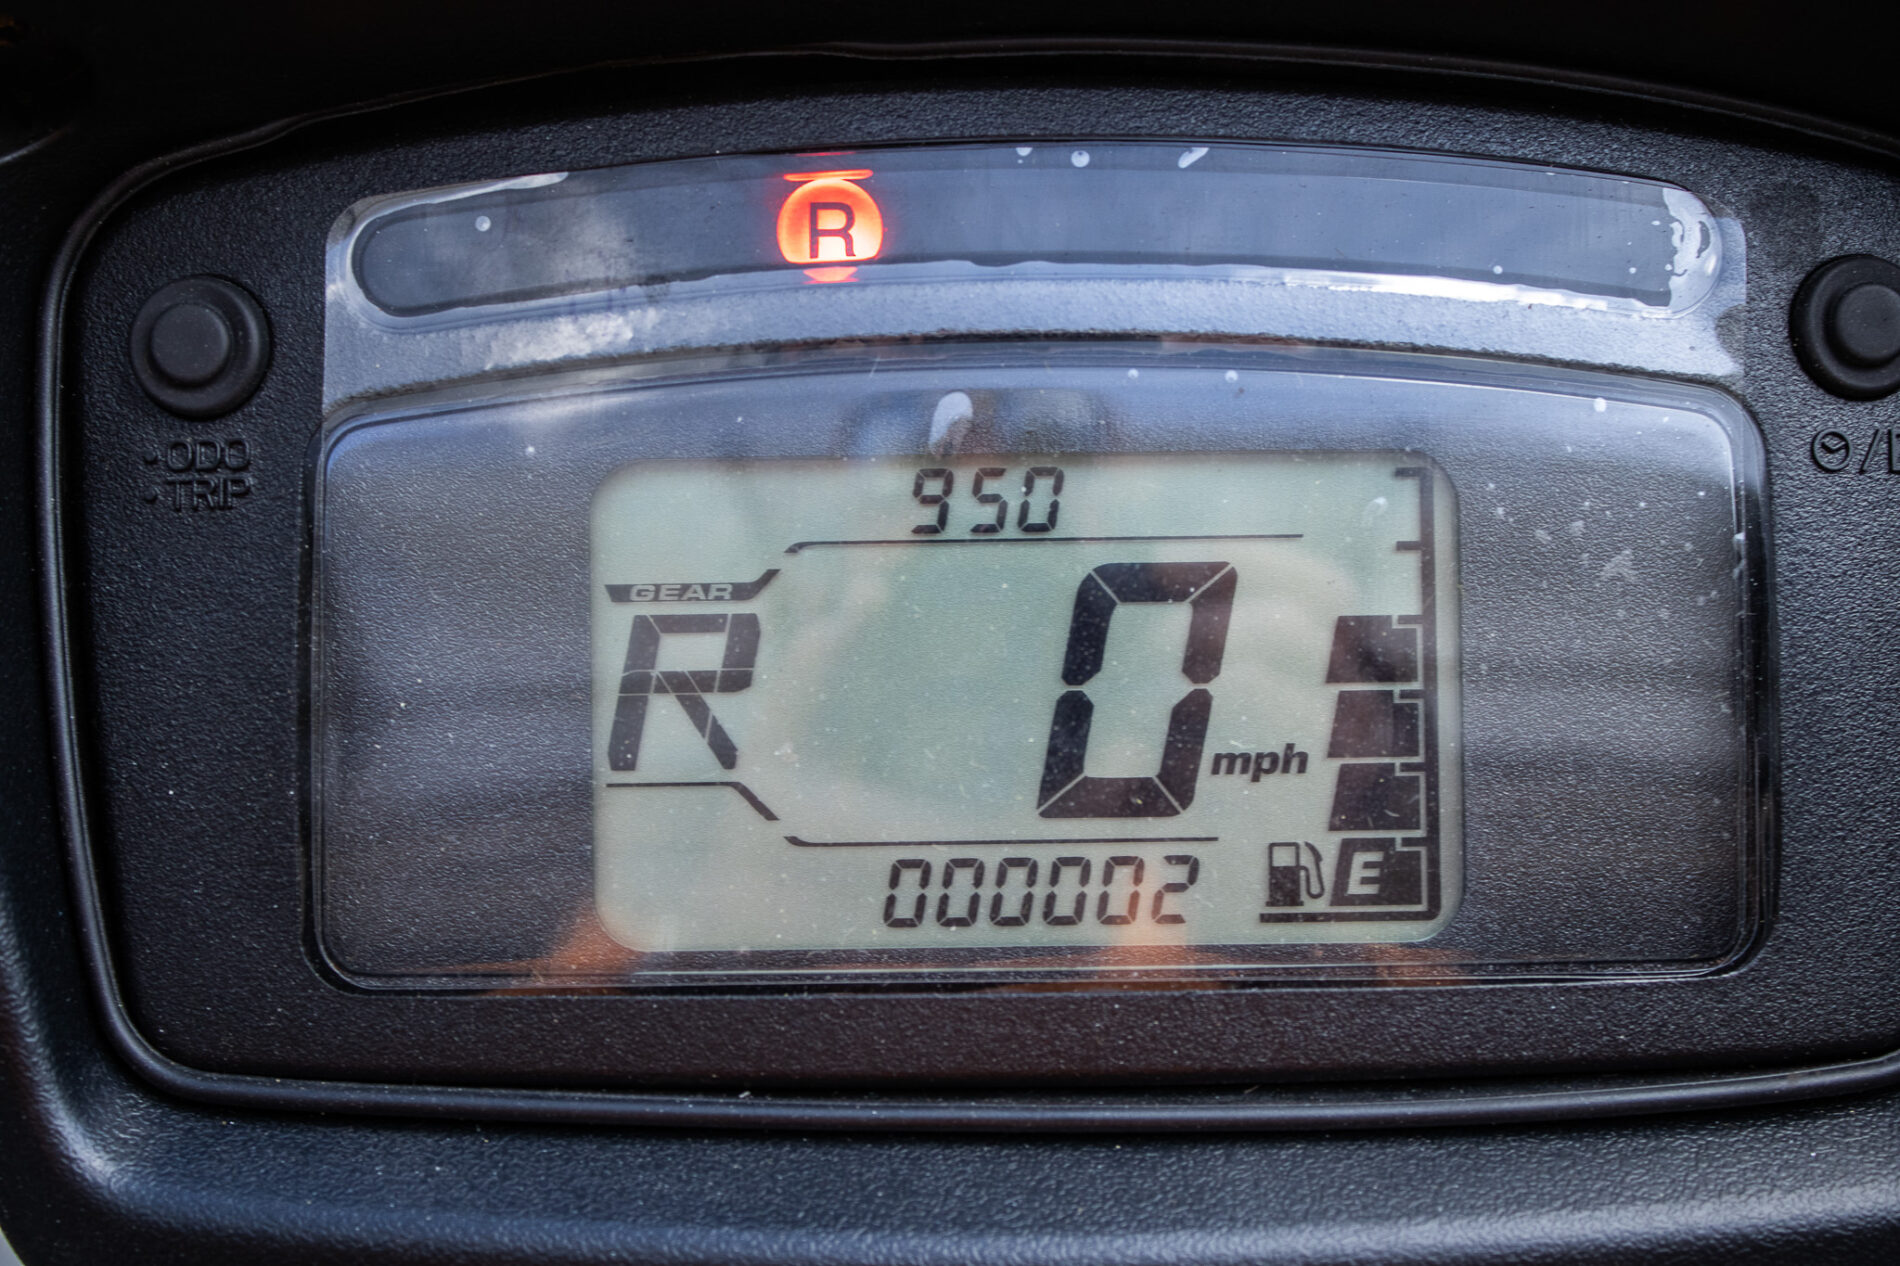 R
· ODO
· TRIP
950
GEAR
R
0
mph
E
000002